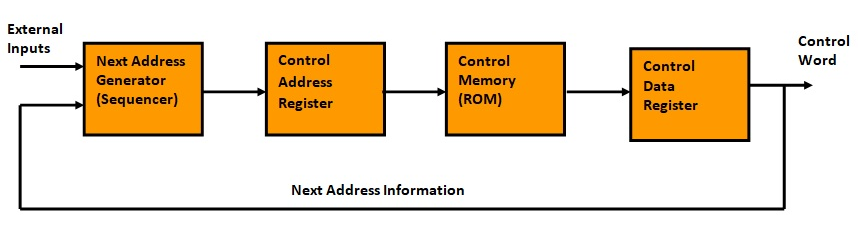 External
Inputs
Next Address
Generator
(Sequencer)
Control
Address
Register
Control
Memory
(ROM)
Control
Data
Register
Control
Word
Next Address Information